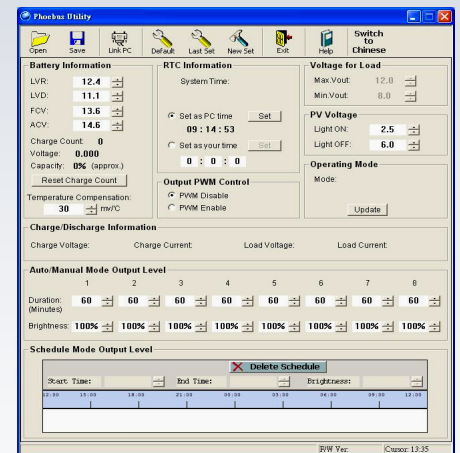 Phoebus Utility
Open Save Link PC Default Last Set New Set Exit Help Switch to Chinese
Battery Information
LVR: 12.4
LVD: 11.1
FCV: 13.6
ACV: 14.6
Charge Count: 0
Voltage: 0.000
Capacity: 0% (approx.)
Reset Charge Count
Temperature Compensation:
30 mv/'C
RTC Information
System Time:
Set as PC time Set
09 : 14 : 53
Set as your time Set
0 : 0 : 0
Output PWM Control
PWM Disable
PWM Enable
Voltage for Load
Max.Vout: 12.0
Min.Vout: 8.0
PV Voltage
Light ON: 2.5
Light OFF: 6.0
Operating Mode
Mode:
Update
Charge/Discharge Information
Charge Voltage: Charge Current: Load Voltage: Load Current:
Auto/Manual Mode Output Level
1 2 3 4 5 6 7 8
Duration: 60 60 60 60 60 60 60 60
(Minutes)
Brightness: 100% 100% 100% 100% 100% 100% 100% 100%
Schedule Mode Output Level
Delete Schedule
Start Time: End Time: Brightness:
12:00 15:00 18:00 21:00 00:00 03:00 06:00 09:00 12:00
F/W Ver: Cursor: 13:35